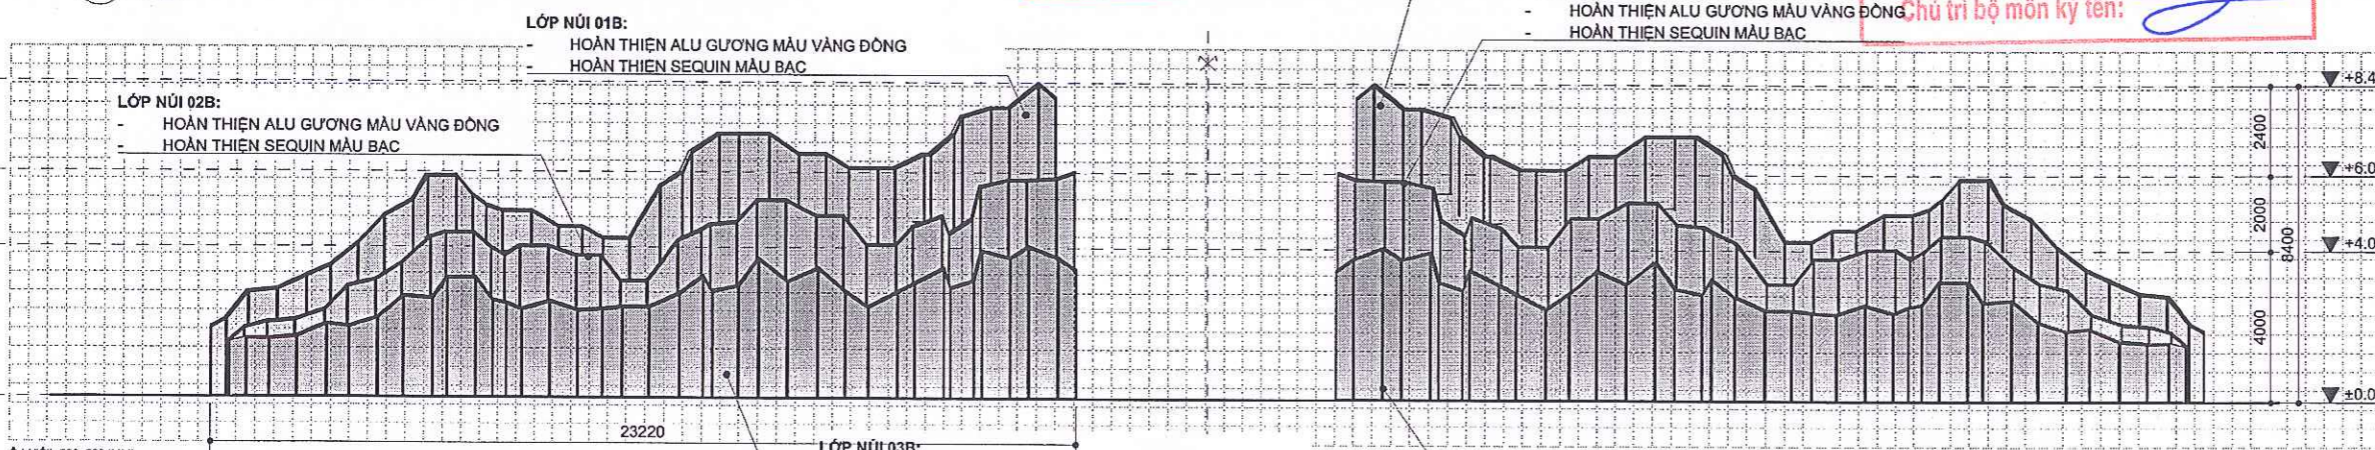 LỚP NÚI 01B:
- HOÀN THIỆN ALU GƯƠNG MÀU VÀNG ĐỒNG
- HOÀN THIỆN SEQUIN MÀU BẠC
LỚP NÚI 02B:
- HOÀN THIỆN ALU GƯƠNG MÀU VÀNG ĐỒNG
- HOÀN THIỆN SEQUIN MÀU BẠC
- HOÀN THIỆN ALU GƯƠNG MÀU VÀNG ĐỒNG
- HOÀN THIỆN SEQUIN MÀU BẠC
Chủ trì bộ môn ký tên:
+8.4
2400
+6.0
2000
8400
+4.0
4000
±0.0
23220
LỚP NÚI 03B: